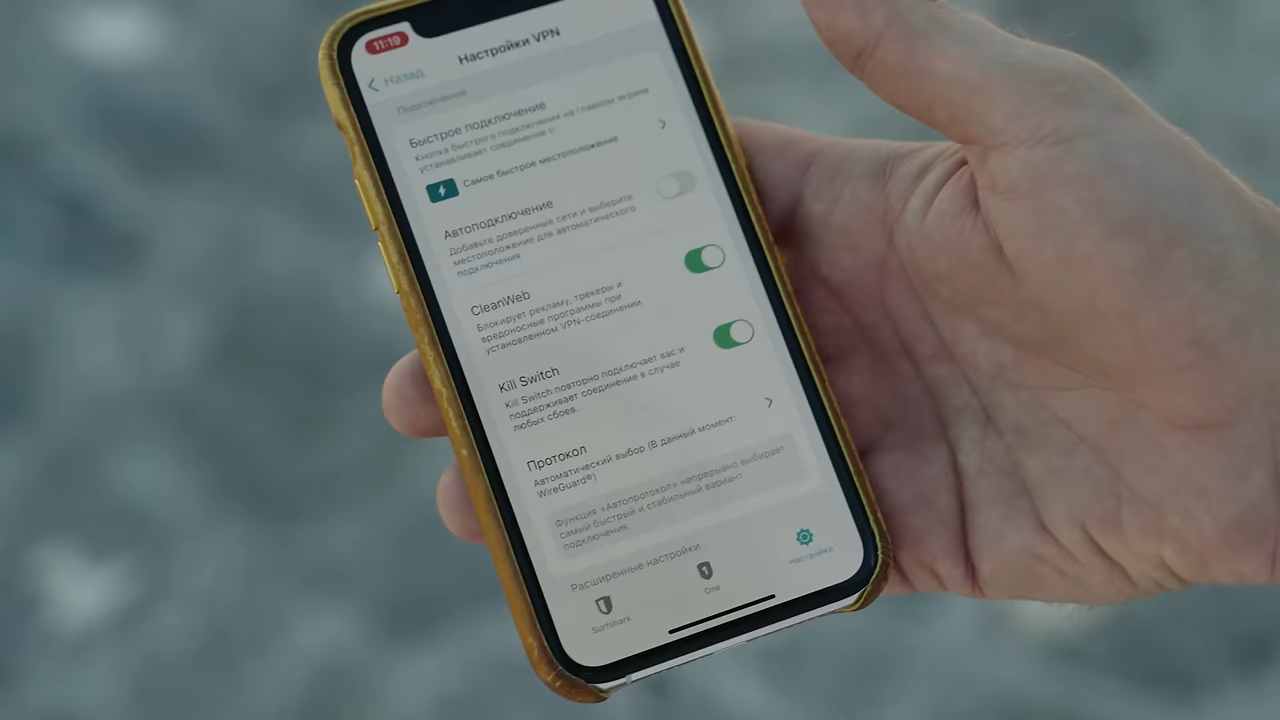 11:19
Назад
Настройки VPN
Подключение
Быстрое подключение
Кнопка быстрого подключения на главном экране
устанавливает соединение с:
Самое быстрое местоположение
Автоподключение
Добавьте доверенные сети и выберите
местоположение для автоматического
подключения
CleanWeb
Блокирует рекламу, трекеры и
вредоносные программы при
установленном VPN-соединении.
Kill Switch
Kill Switch повторно подключает вас и
поддерживает соединение в случае
любых сбоев.
Протокол
Автоматический выбор (В данный момент:
WireGuard®)
Функция «Автопротокол» непрерывно выбирает
самый быстрый и стабильный вариант
подключения.
Расширенные настройки
Surfshark
One
Настройки